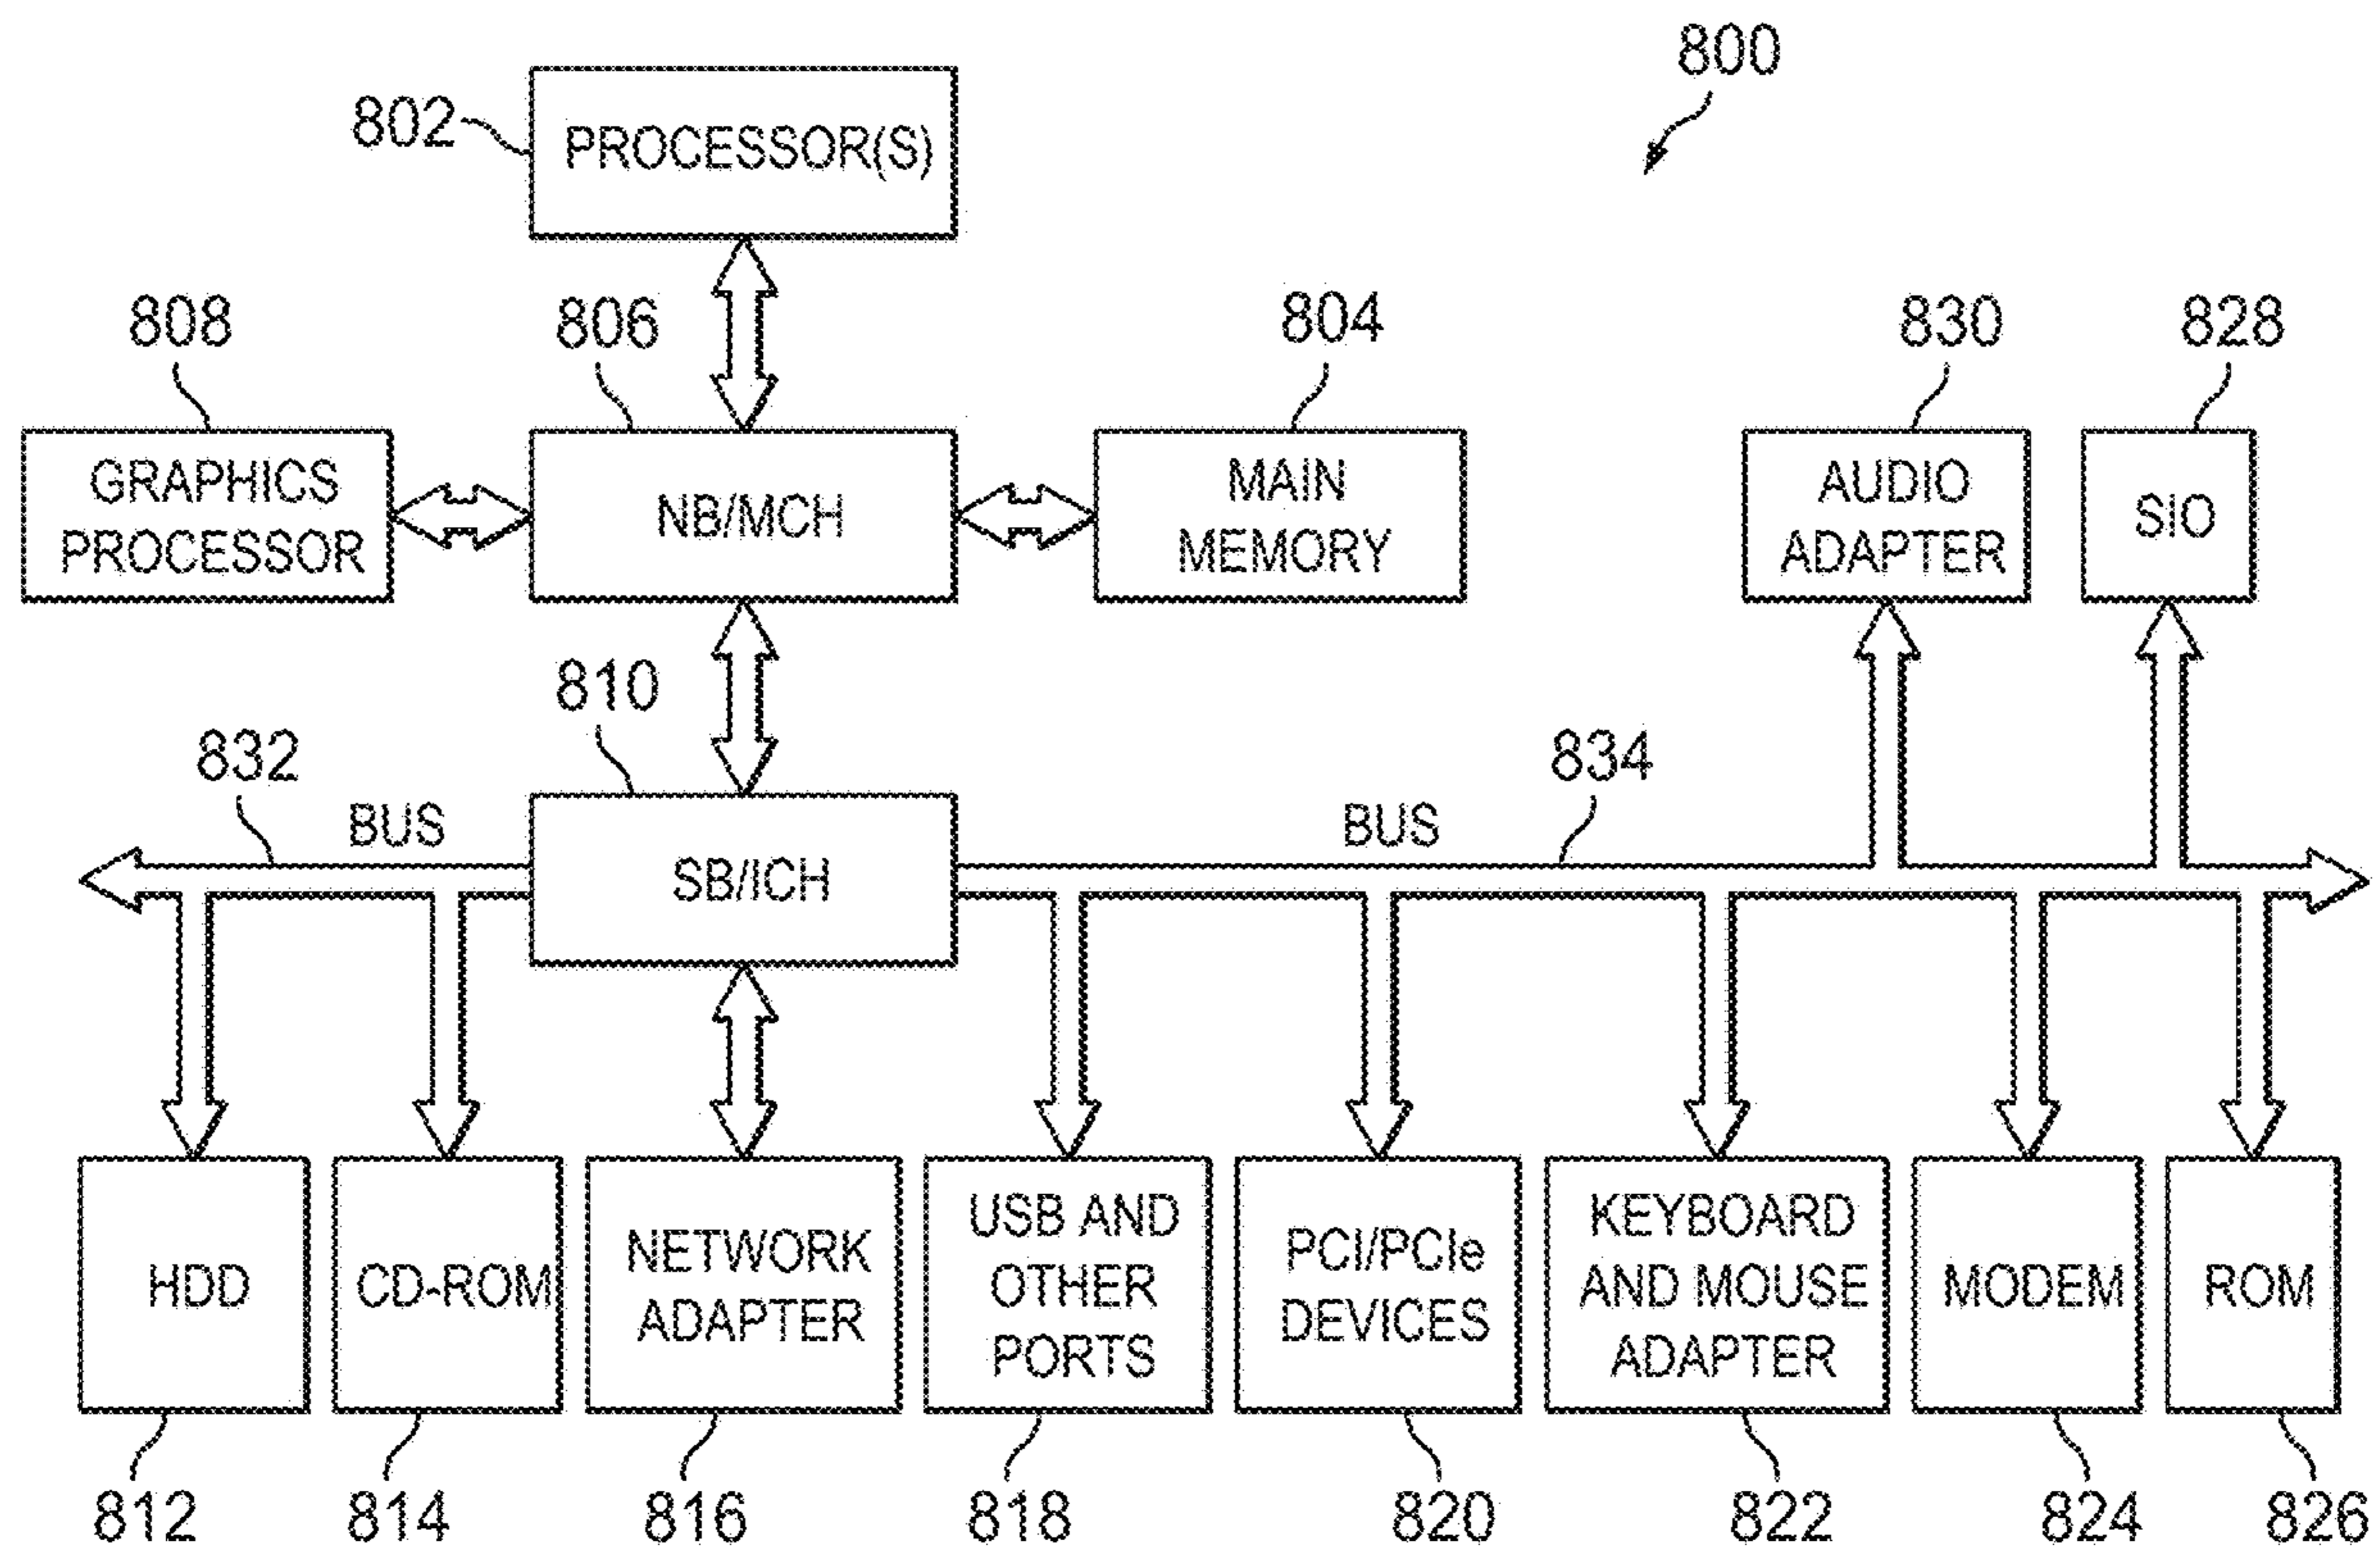 800
802
PROCESSOR(S)
808
806
804
830
828
GRAPHICS
PROCESSOR
NB/MCH
MAIN
MEMORY
AUDIO
ADAPTER
SIO
810
832
BUS
834
BUS
SB/ICH
HDD
CD-ROM
NETWORK
ADAPTER
USB AND
OTHER
PORTS
PCI/PCIe
DEVICES
KEYBOARD
AND MOUSE
ADAPTER
MODEM
ROM
812
814
816
818
820
822
824
826